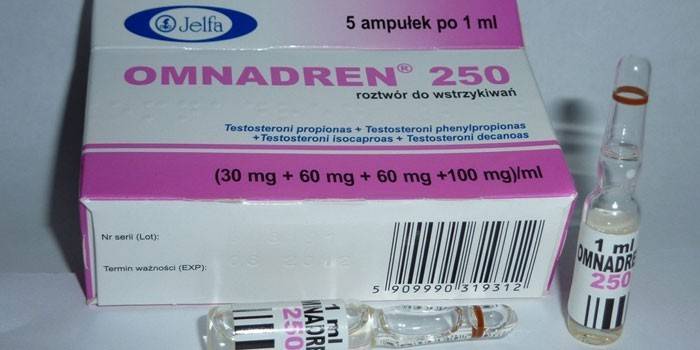 Jelfa
5 ampułek po 1 ml
OMNADREN® 250
roztwór do wstrzykiwań
Testosteroni propionas + Testosteroni phenylpropionas
+Testosteroni isocaproas + Testosteroni decanoas
(30 mg + 60 mg + 60 mg +100 mg)/ml
Nr serii (Lot):
Termin ważności (EXP):
5 909990 319312
1 ml
OMNADRE
250
1 ml
OMNADREN
250